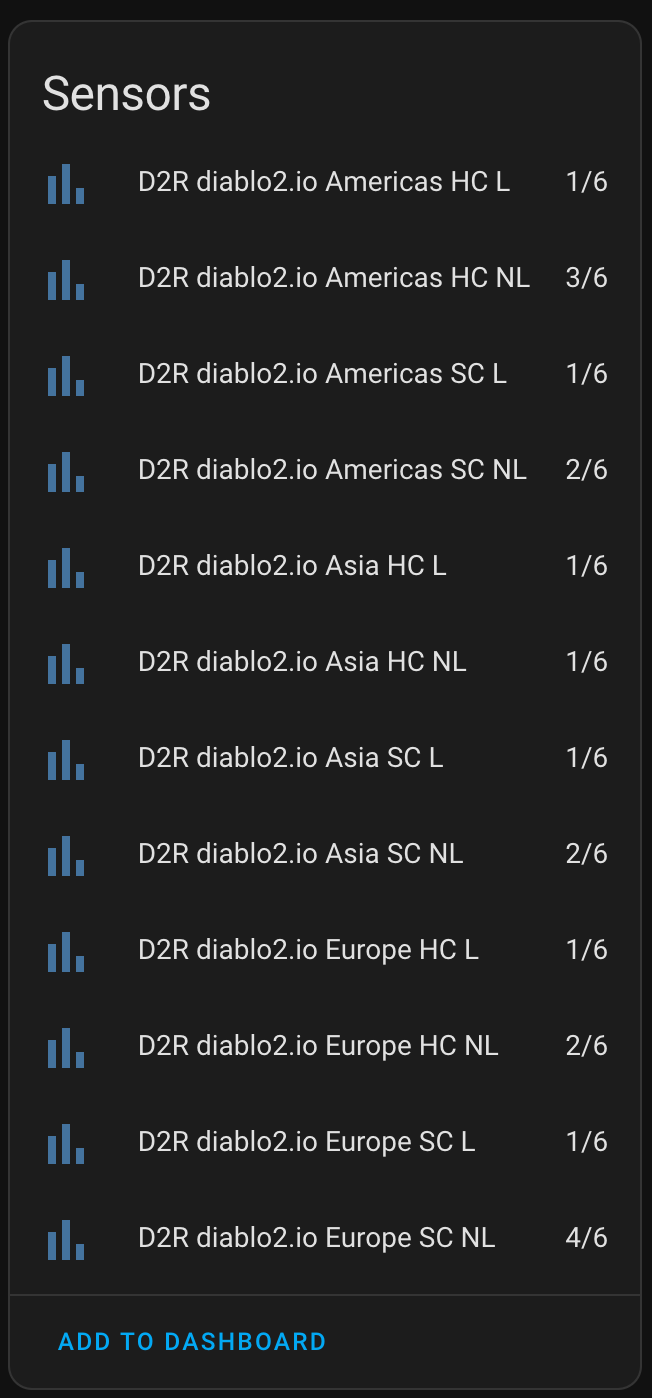 Sensors
D2R diablo2.io Americas HC L 1/6
D2R diablo2.io Americas HC NL 3/6
D2R diablo2.io Americas SC L 1/6
D2R diablo2.io Americas SC NL 2/6
D2R diablo2.io Asia HC L 1/6
D2R diablo2.io Asia HC NL 1/6
D2R diablo2.io Asia SC L 1/6
D2R diablo2.io Asia SC NL 2/6
D2R diablo2.io Europe HC L 1/6
D2R diablo2.io Europe HC NL 2/6
D2R diablo2.io Europe SC L 1/6
D2R diablo2.io Europe SC NL 4/6
ADD TO DASHBOARD